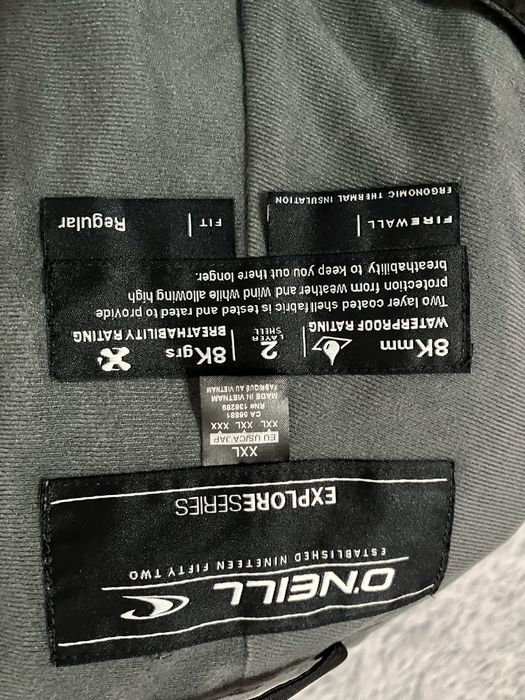 O'NEILL
ESTABLISHED NINETEEN FIFTY TWO
EXPLORESERIES
XXL
EU US/CA JAP
XXL XXL XXX
CA 56881
RN# 136289
MADE IN VIETNAM
FABRIQUÉ AU VIETNAM
8Kmm
WATERPROOF RATING
2 LAYER
SHELL
8Kgrs
BREATHABILITY RATING
Two layer coated shell fabric is tested and rated to provide
protection from weather and wind while allowing high
breathability to keep you out there longer.
FIREWALL
ERGONOMIC THERMAL INSULATION
FIT | Regular